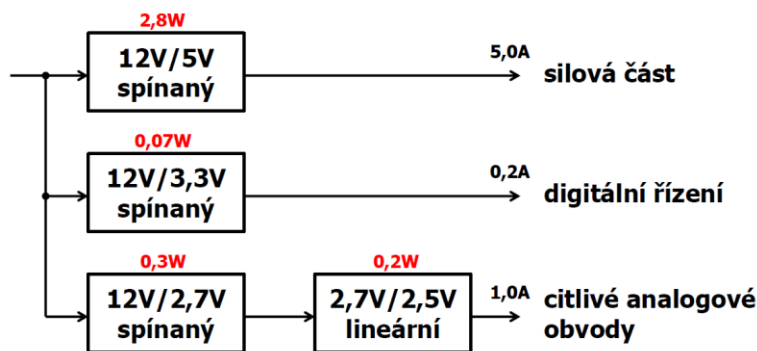 2,8W
12V/5V
spínaný
5,0A
silová část
0,07W
12V/3,3V
spínaný
0,2A
digitální řízení
0,3W
12V/2,7V
spínaný
0,2W
2,7V/2,5V
lineární
1,0A
citlivé analogové
obvody